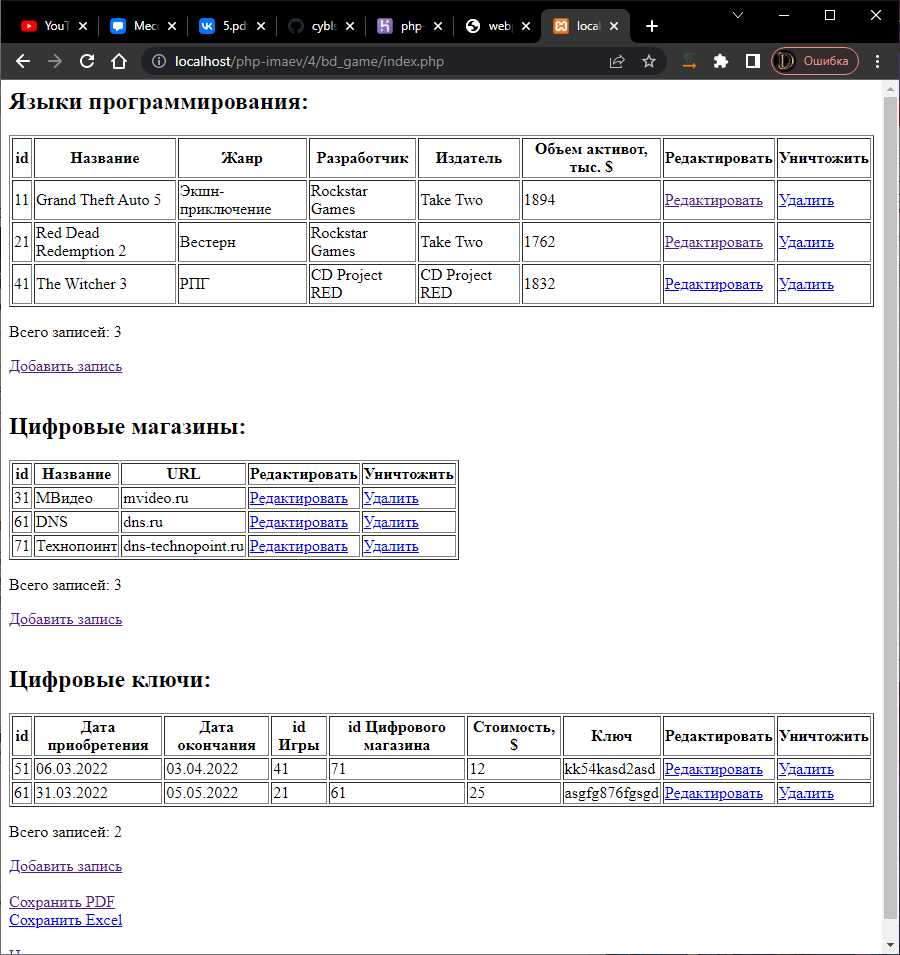 YouT
Месс
5.pd
cybls
php-
web
local
localhost/php-imaev/4/bd_game/index.php
Ошибка
Языки программирования:
id Название Жанр Разработчик Издатель Объем активот, тыс. $ Редактировать Уничтожить
11 Grand Theft Auto 5 Экшн-приключение Rockstar Games Take Two 1894 Редактировать Удалить
21 Red Dead Redemption 2 Вестерн Rockstar Games Take Two 1762 Редактировать Удалить
41 The Witcher 3 РПГ CD Project RED CD Project RED 1832 Редактировать Удалить
Всего записей: 3
Добавить запись
Цифровые магазины:
id Название URL Редактировать Уничтожить
31 МВидео mvideo.ru Редактировать Удалить
61 DNS dns.ru Редактировать Удалить
71 Технопоинт dns-technopoint.ru Редактировать Удалить
Всего записей: 3
Добавить запись
Цифровые ключи:
id Дата приобретения Дата окончания id Игры id Цифрового магазина Стоимость, $ Ключ Редактировать Уничтожить
51 06.03.2022 03.04.2022 41 71 12 kk54kasd2asd Редактировать Удалить
61 31.03.2022 05.05.2022 21 61 25 asgfg876fgsgd Редактировать Удалить
Всего записей: 2
Добавить запись
Сохранить PDF
Сохранить Excel